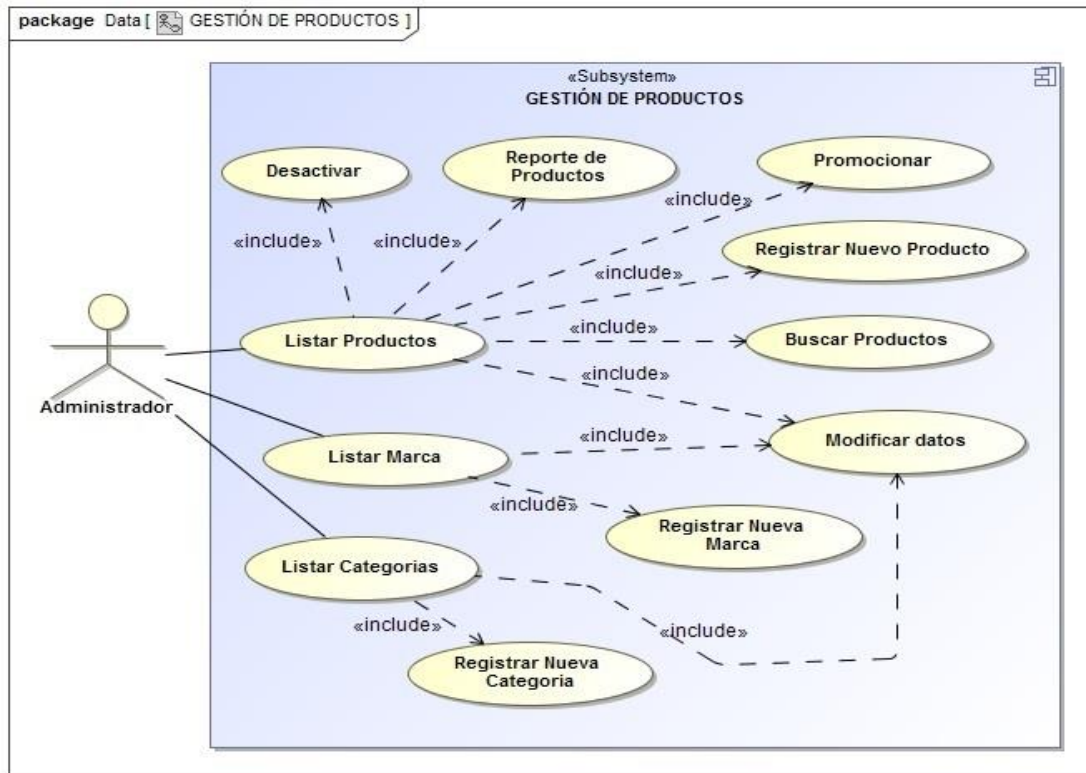 package Data [ GESTIÓN DE PRODUCTOS ]
«Subsystem»
GESTIÓN DE PRODUCTOS
Desactivar
Reporte de
Productos
Promocionar
«include»
«include»
«include»
Registrar Nuevo Producto
«include»
Listar Productos
«include»
Buscar Productos
«include»
Administrador
Listar Marca
«include»
Modificar datos
«include»
Registrar Nueva
Marca
Listar Categorias
«include»
«include»
Registrar Nueva
Categoria